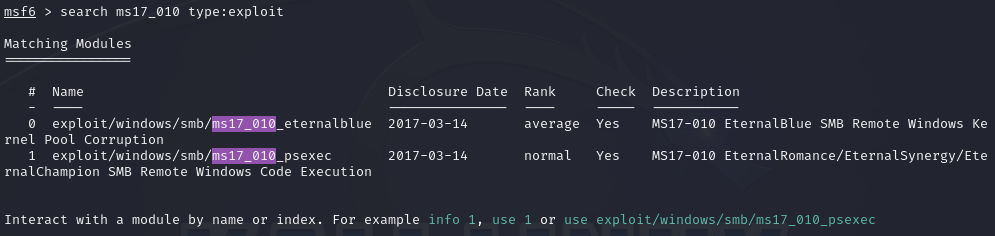 msf6 > search ms17_010 type:exploit
Matching Modules
================
#  Name                                      Disclosure Date  Rank     Check  Description
-  ----                                      ---------------  ----     -----  -----------
0  exploit/windows/smb/ms17_010_eternalblue  2017-03-14       average  Yes    MS17-010 EternalBlue SMB Remote Windows Ke
rnel Pool Corruption
1  exploit/windows/smb/ms17_010_psexec       2017-03-14       normal   Yes    MS17-010 EternalRomance/EternalSynergy/Ete
rnalChampion SMB Remote Windows Code Execution
Interact with a module by name or index. For example info 1, use 1 or use exploit/windows/smb/ms17_010_psexec